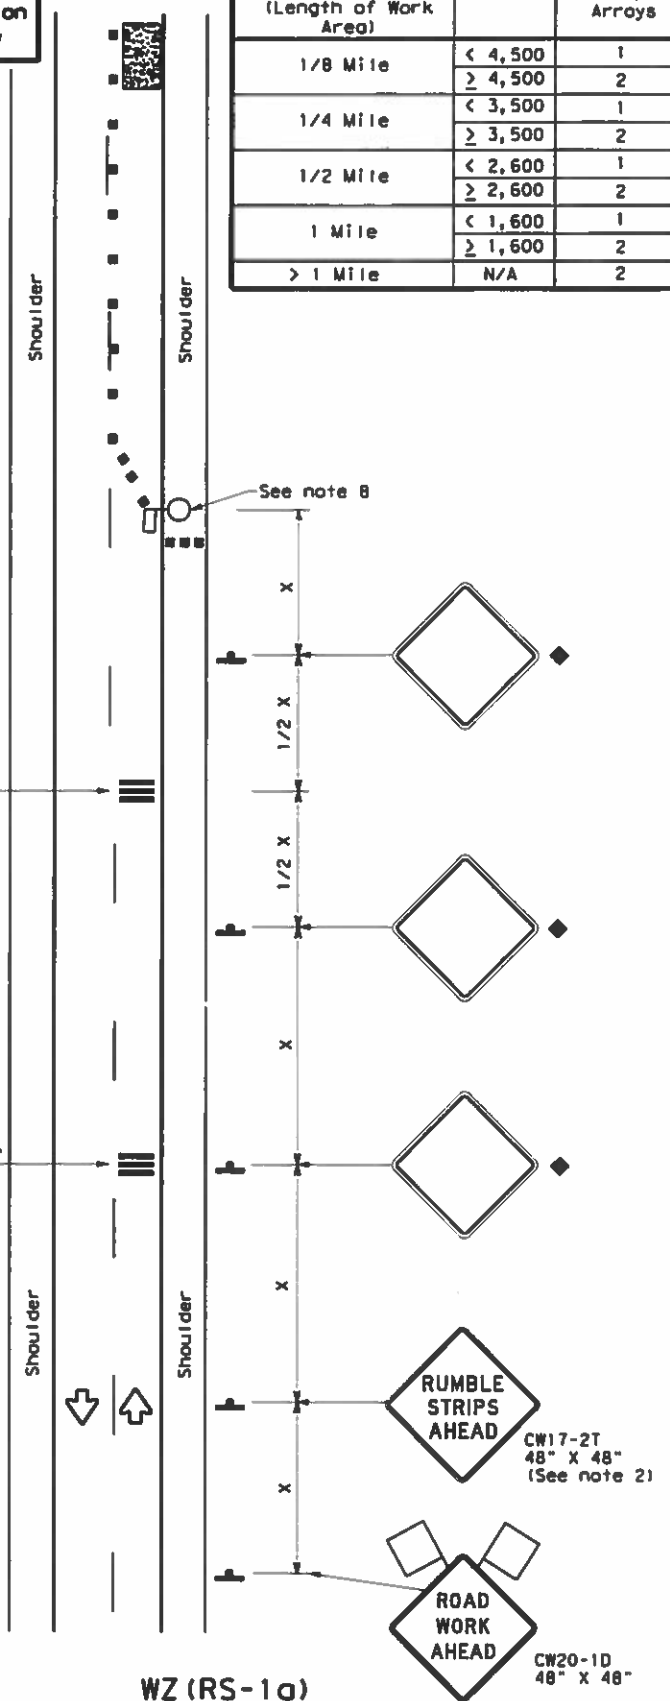 on
(Length of Work
Area)
Arrays
1/8 Mile
< 4,500
1
≥ 4,500
2
1/4 Mile
< 3,500
1
≥ 3,500
2
1/2 Mile
< 2,600
1
≥ 2,600
2
1 Mile
< 1,600
1
≥ 1,600
2
> 1 Mile
N/A
2
Shoulder
Shoulder
See note 8
X
1/2 X
1/2 X
X
X
Shoulder
Shoulder
RUMBLE
STRIPS
AHEAD
CW17-2T
48" X 48"
(See note 2)
X
ROAD
WORK
AHEAD
CW20-1D
48" X 48"
WZ(RS-1a)